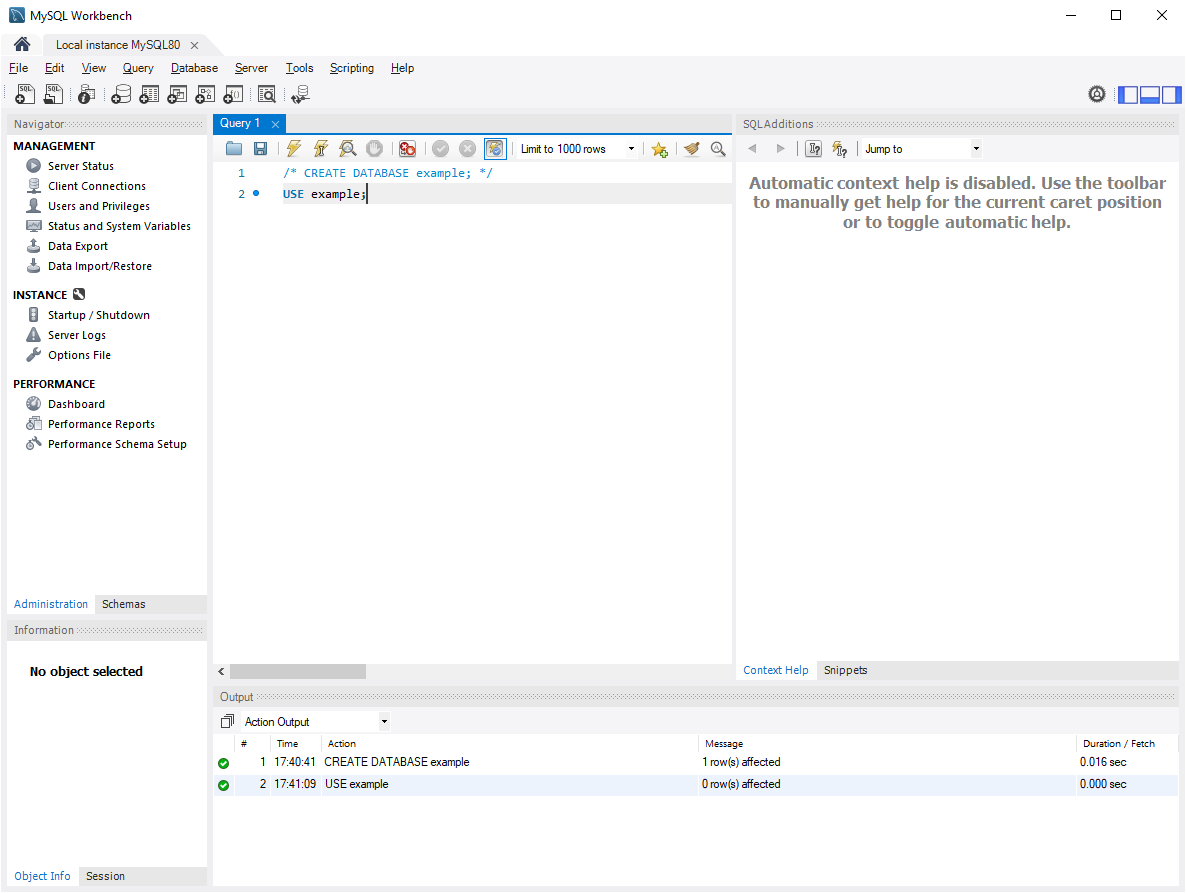 MySQL Workbench
Local instance MySQL80
File Edit View Query Database Server Tools Scripting Help
Navigator
MANAGEMENT
Server Status
Client Connections
Users and Privileges
Status and System Variables
Data Export
Data Import/Restore
INSTANCE
Startup / Shutdown
Server Logs
Options File
PERFORMANCE
Dashboard
Performance Reports
Performance Schema Setup
Administration Schemas
Information
No object selected
Object Info Session
Query 1
Limit to 1000 rows
1 /* CREATE DATABASE example; */
2 USE example;
SQLAdditions
Jump to
Automatic context help is disabled. Use the toolbar
to manually get help for the current caret position
or to toggle automatic help.
Context Help Snippets
Output
Action Output
# Time Action Message Duration / Fetch
1 17:40:41 CREATE DATABASE example 1 row(s) affected 0.016 sec
2 17:41:09 USE example 0 row(s) affected 0.000 sec